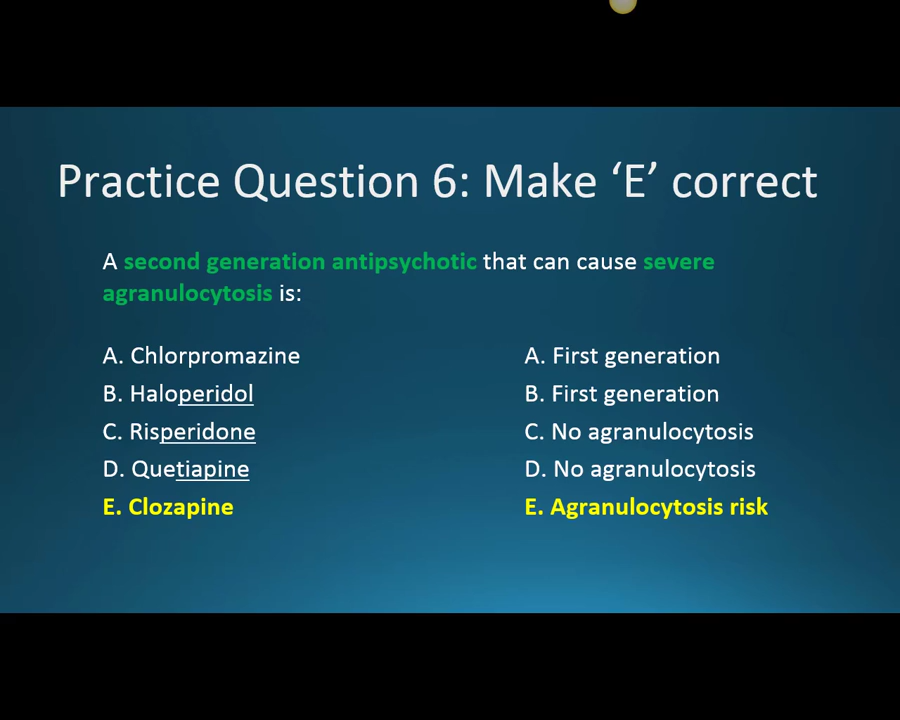 Practice Question 6: Make ‘E’ correct
A second generation antipsychotic that can cause severe
agranulocytosis is:
A. Chlorpromazine
B. Haloperidol
C. Risperidone
D. Quetiapine
E. Clozapine
A. First generation
B. First generation
C. No agranulocytosis
D. No agranulocytosis
E. Agranulocytosis risk